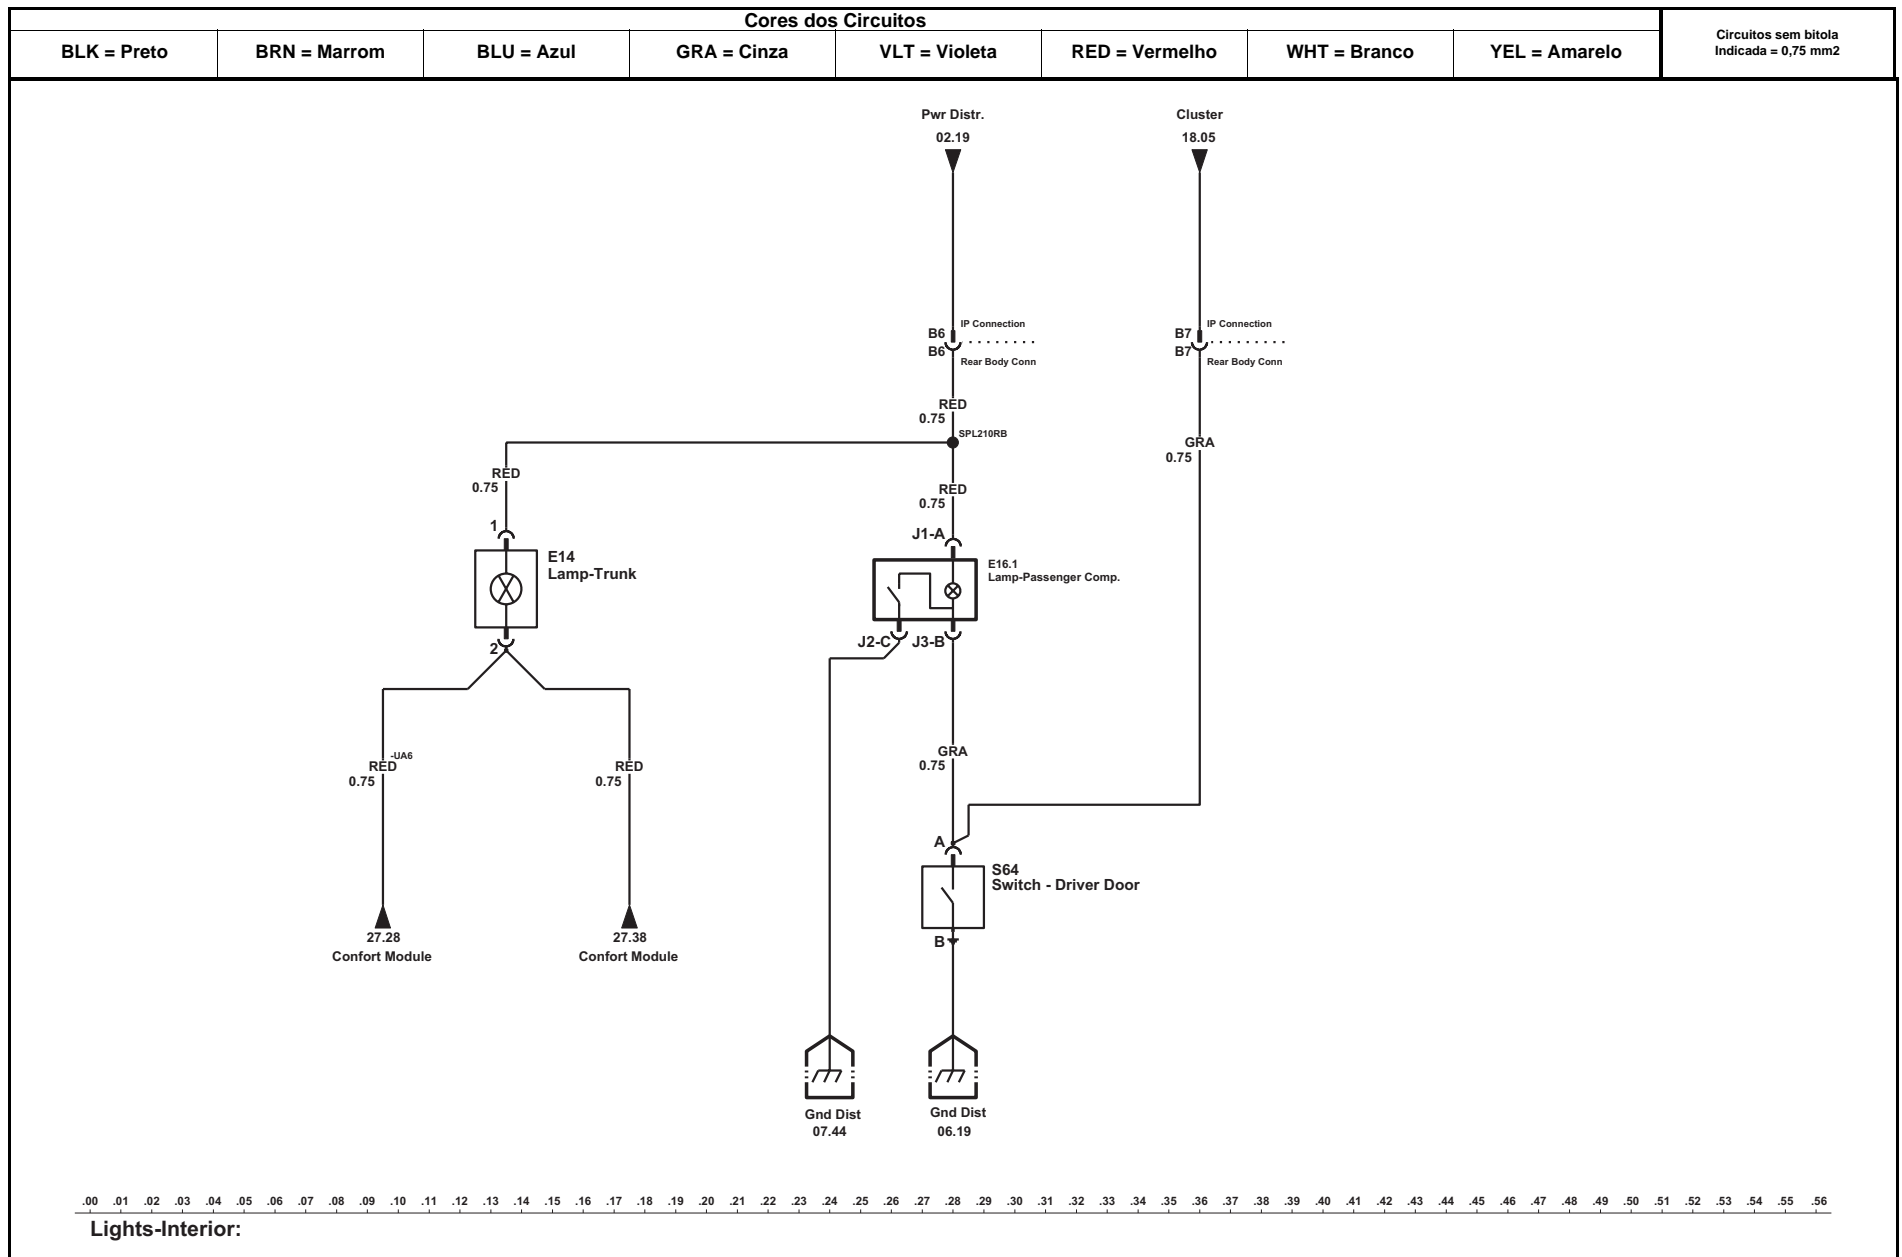 Cores dos Circuitos
BLK = Preto
BRN = Marrom
BLU = Azul
GRA = Cinza
VLT = Violeta
RED = Vermelho
WHT = Branco
YEL = Amarelo
Circuitos sem bitola
Indicada = 0,75 mm2
Pwr Distr.
02.19
Cluster
18.05
B6
IP Connection
B6
Rear Body Conn
B7
IP Connection
B7
Rear Body Conn
RED
0.75
SPL210RB
GRA
0.75
RED
0.75
RED
0.75
1
E14
Lamp-Trunk
2
J1-A
E16.1
Lamp-Passenger Comp.
J2-C
J3-B
-UA6
RED
0.75
RED
0.75
GRA
0.75
A
S64
Switch - Driver Door
B
27.28
Confort Module
27.38
Confort Module
Gnd Dist
07.44
Gnd Dist
06.19
.00 .01 .02 .03 .04 .05 .06 .07 .08 .09 .10 .11 .12 .13 .14 .15 .16 .17 .18 .19 .20 .21 .22 .23 .24 .25 .26 .27 .28 .29 .30 .31 .32 .33 .34 .35 .36 .37 .38 .39 .40 .41 .42 .43 .44 .45 .46 .47 .48 .49 .50 .51 .52 .53 .54 .55 .56
Lights-Interior: